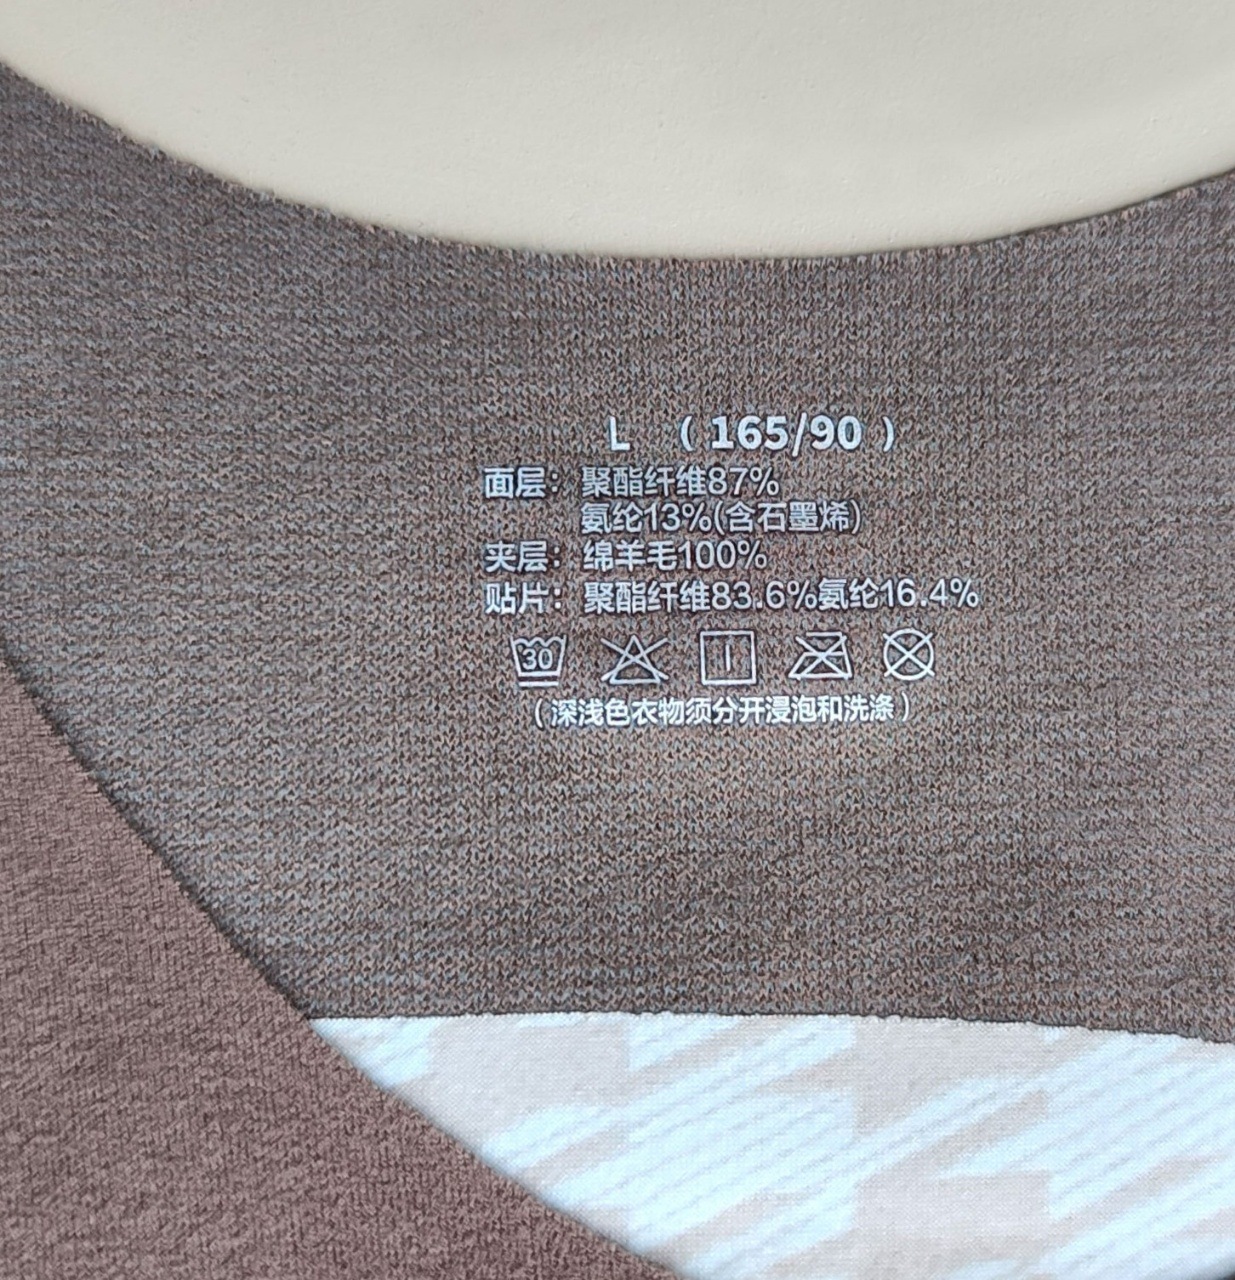 L （165/90）
面层：聚酯纤维87%
氨纶13%(含石墨烯)
夹层：绵羊毛100%
贴片：聚酯纤维83.6%氨纶16.4%
30
（深浅色衣物须分开浸泡和洗涤）